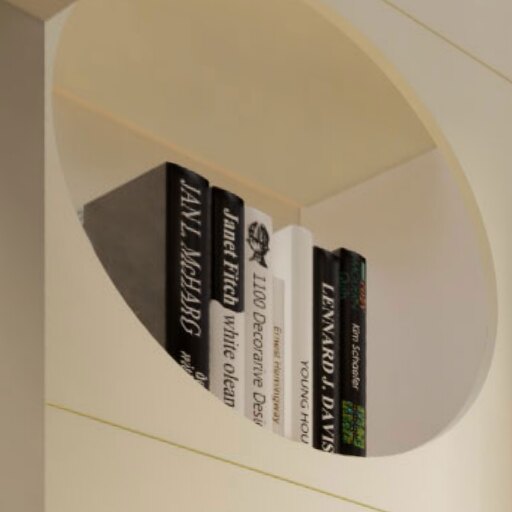 JAN L. McHARG
Janet Fitch
white olean
1100 Decorative Desi
Ernest Hemingway
YOUNG HOU
LENNARD J. DAVIS
Kim Schaefer